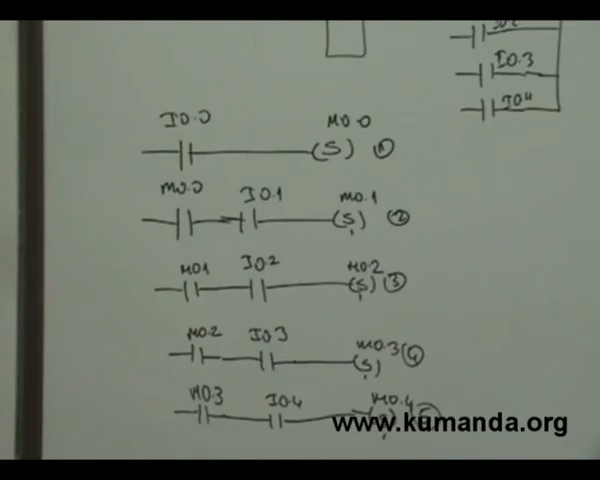 I0.3
I0.4
I0.0 M0.0
(S) 1
M0.0 I0.1 M0.1
(S) 2
M0.1 I0.2 M0.2
(S) 3
M0.2 I0.3 M0.3
(S) 4
M0.3 I0.4 M0.4
www.kumanda.org